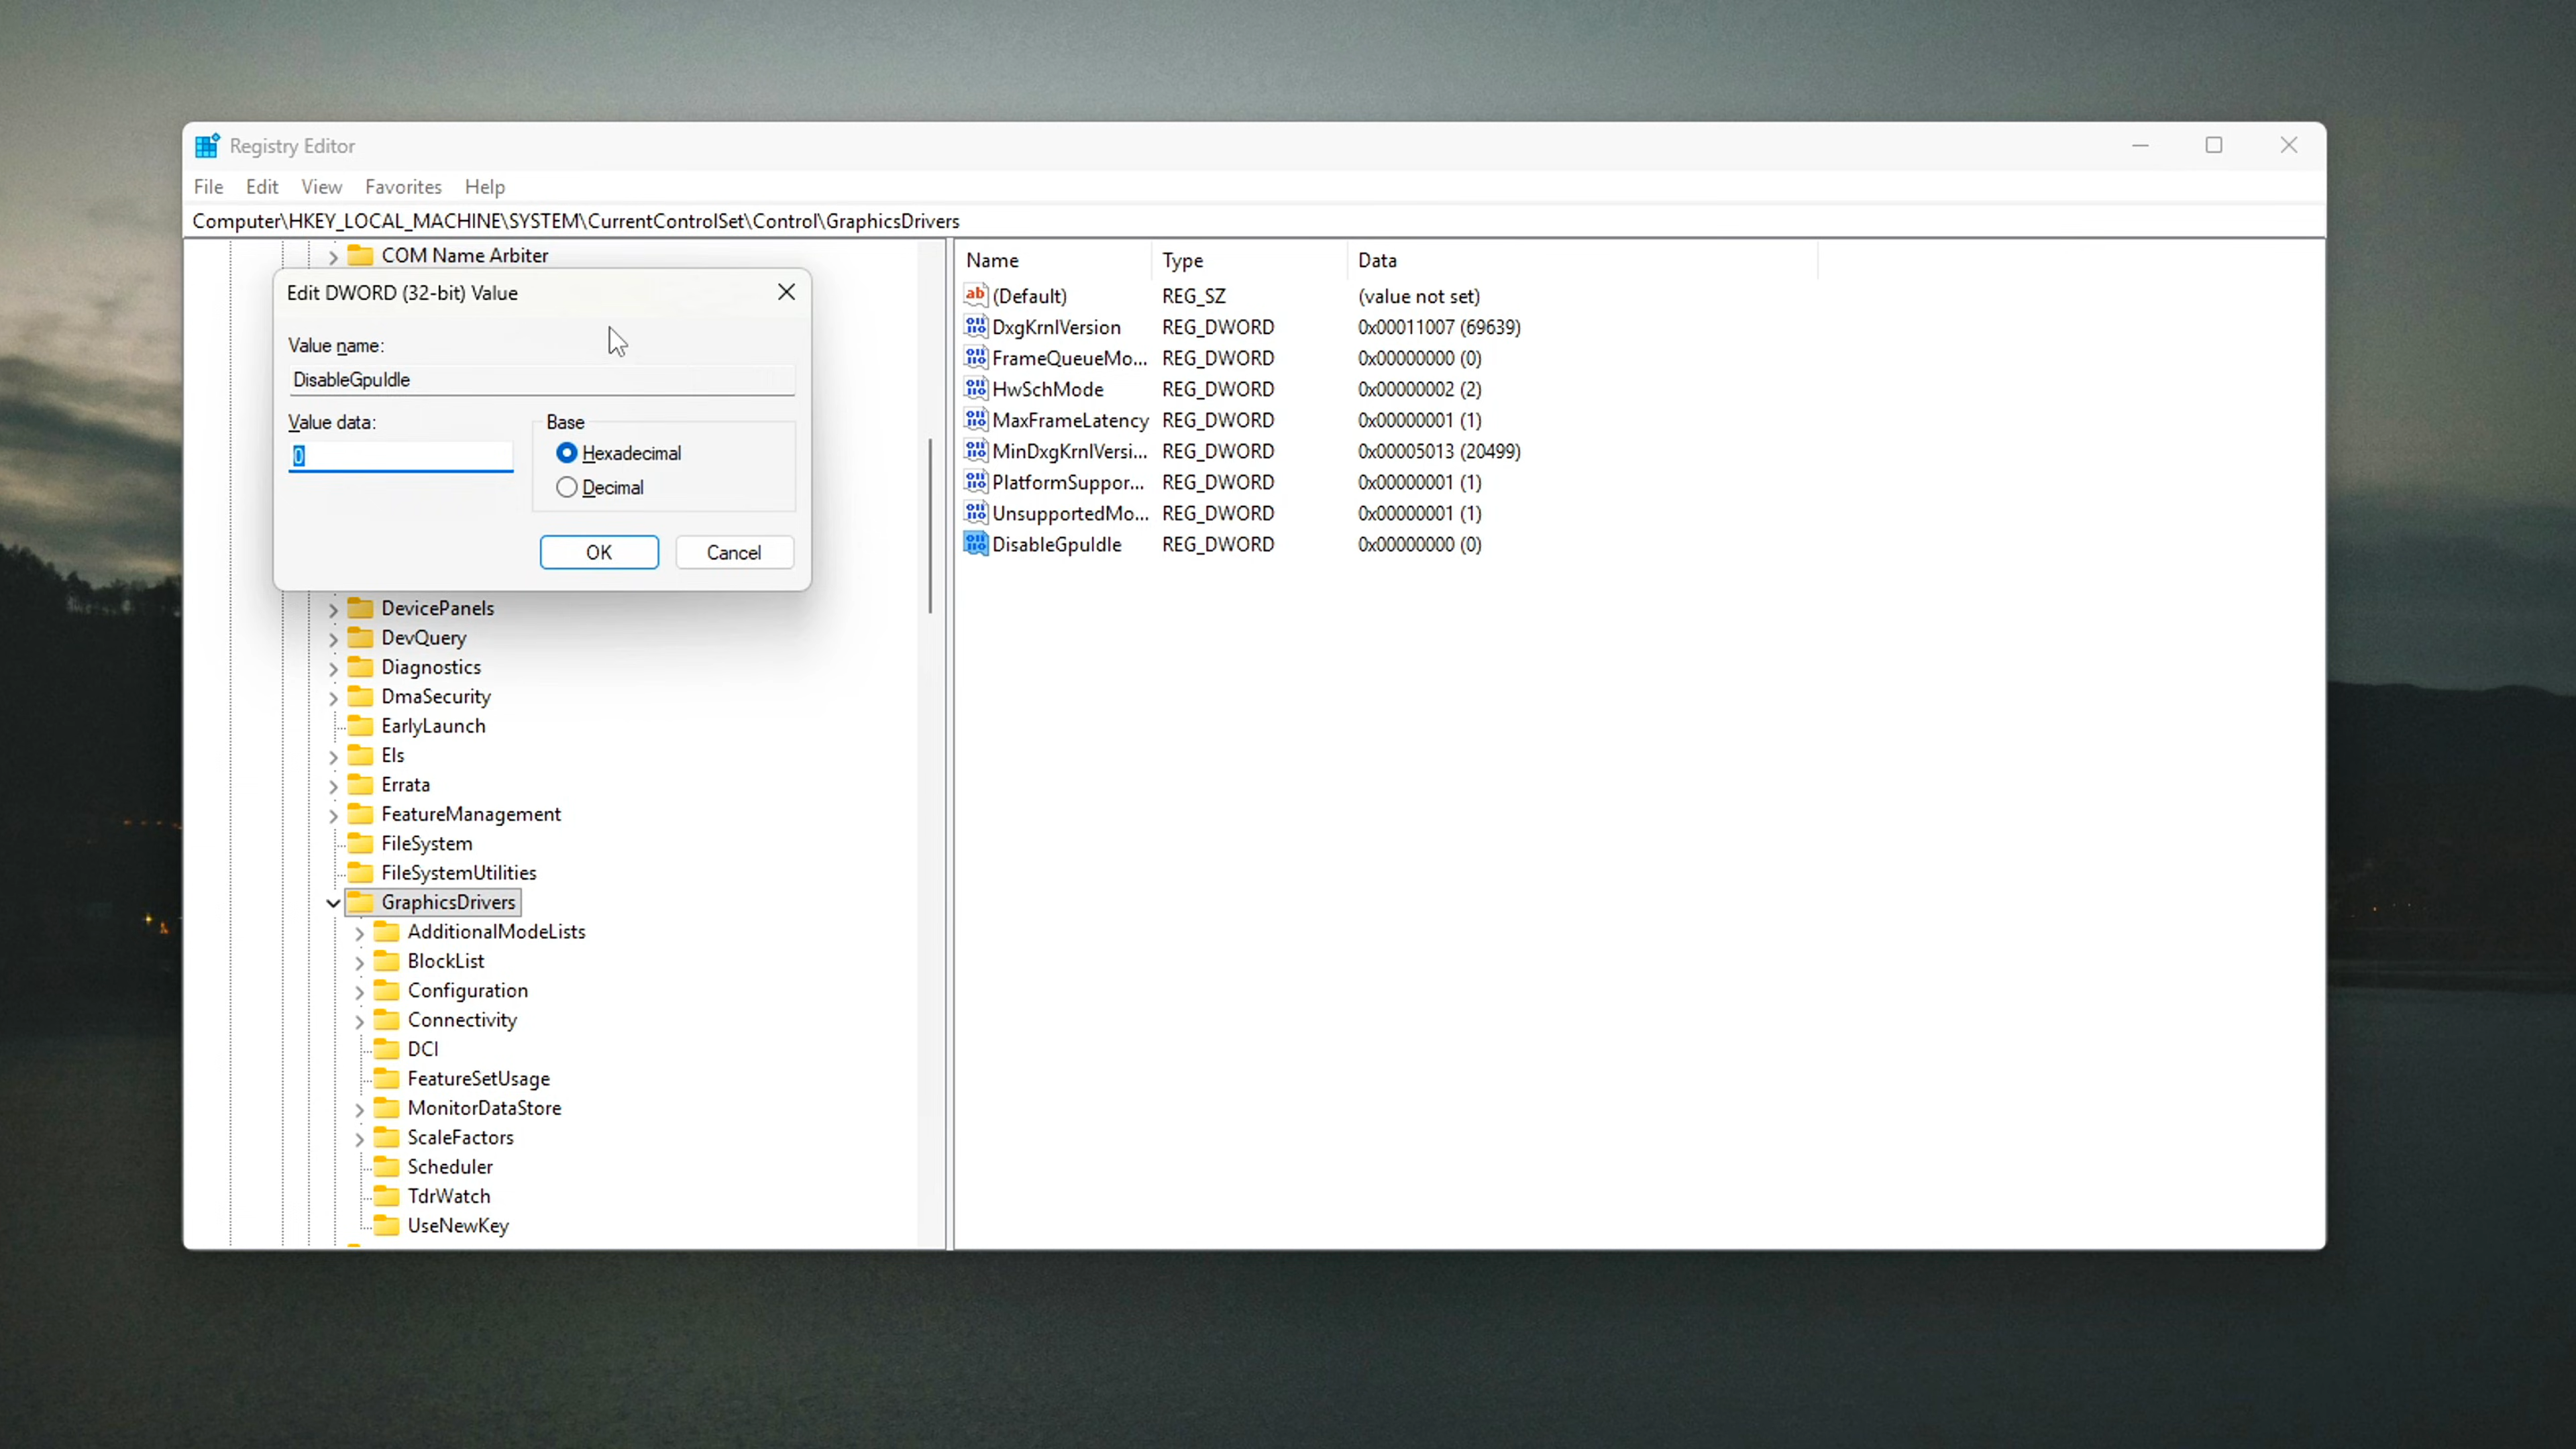 Registry Editor
File Edit View Favorites Help
Computer\HKEY_LOCAL_MACHINE\SYSTEM\CurrentControlSet\Control\GraphicsDrivers
COM Name Arbiter
Edit DWORD (32-bit) Value
Value name:
DisableGpuIdle
Value data:
0
Base
Hexadecimal
Decimal
OK Cancel
DevicePanels
DevQuery
Diagnostics
DmaSecurity
EarlyLaunch
Els
Errata
FeatureManagement
FileSystem
FileSystemUtilities
GraphicsDrivers
AdditionalModeLists
BlockList
Configuration
Connectivity
DCI
FeatureSetUsage
MonitorDataStore
ScaleFactors
Scheduler
TdrWatch
UseNewKey
Name Type Data
(Default) REG_SZ (value not set)
DxgKrnlVersion REG_DWORD 0x00011007 (69639)
FrameQueueMo... REG_DWORD 0x00000000 (0)
HwSchMode REG_DWORD 0x00000002 (2)
MaxFrameLatency REG_DWORD 0x00000001 (1)
MinDxgKrnlVersi... REG_DWORD 0x00005013 (20499)
PlatformSuppor... REG_DWORD 0x00000001 (1)
UnsupportedMo... REG_DWORD 0x00000001 (1)
DisableGpuIdle REG_DWORD 0x00000000 (0)